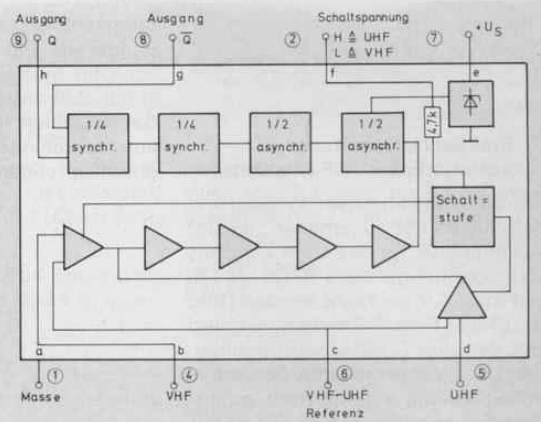 Ausgang
⑨ Q
Ausgang
⑧ Q̅
Schaltspannung
② H ≙ UHF
L ≙ VHF
⑦ +U_S
h
g
f
e
1/4
synchr.
1/4
synchr.
1/2
asynchr.
1/2
asynchr.
4,7k
Schalt=
stufe
a
b
c
d
①
Masse
④
VHF
⑥
VHF-UHF
Referenz
⑤
UHF